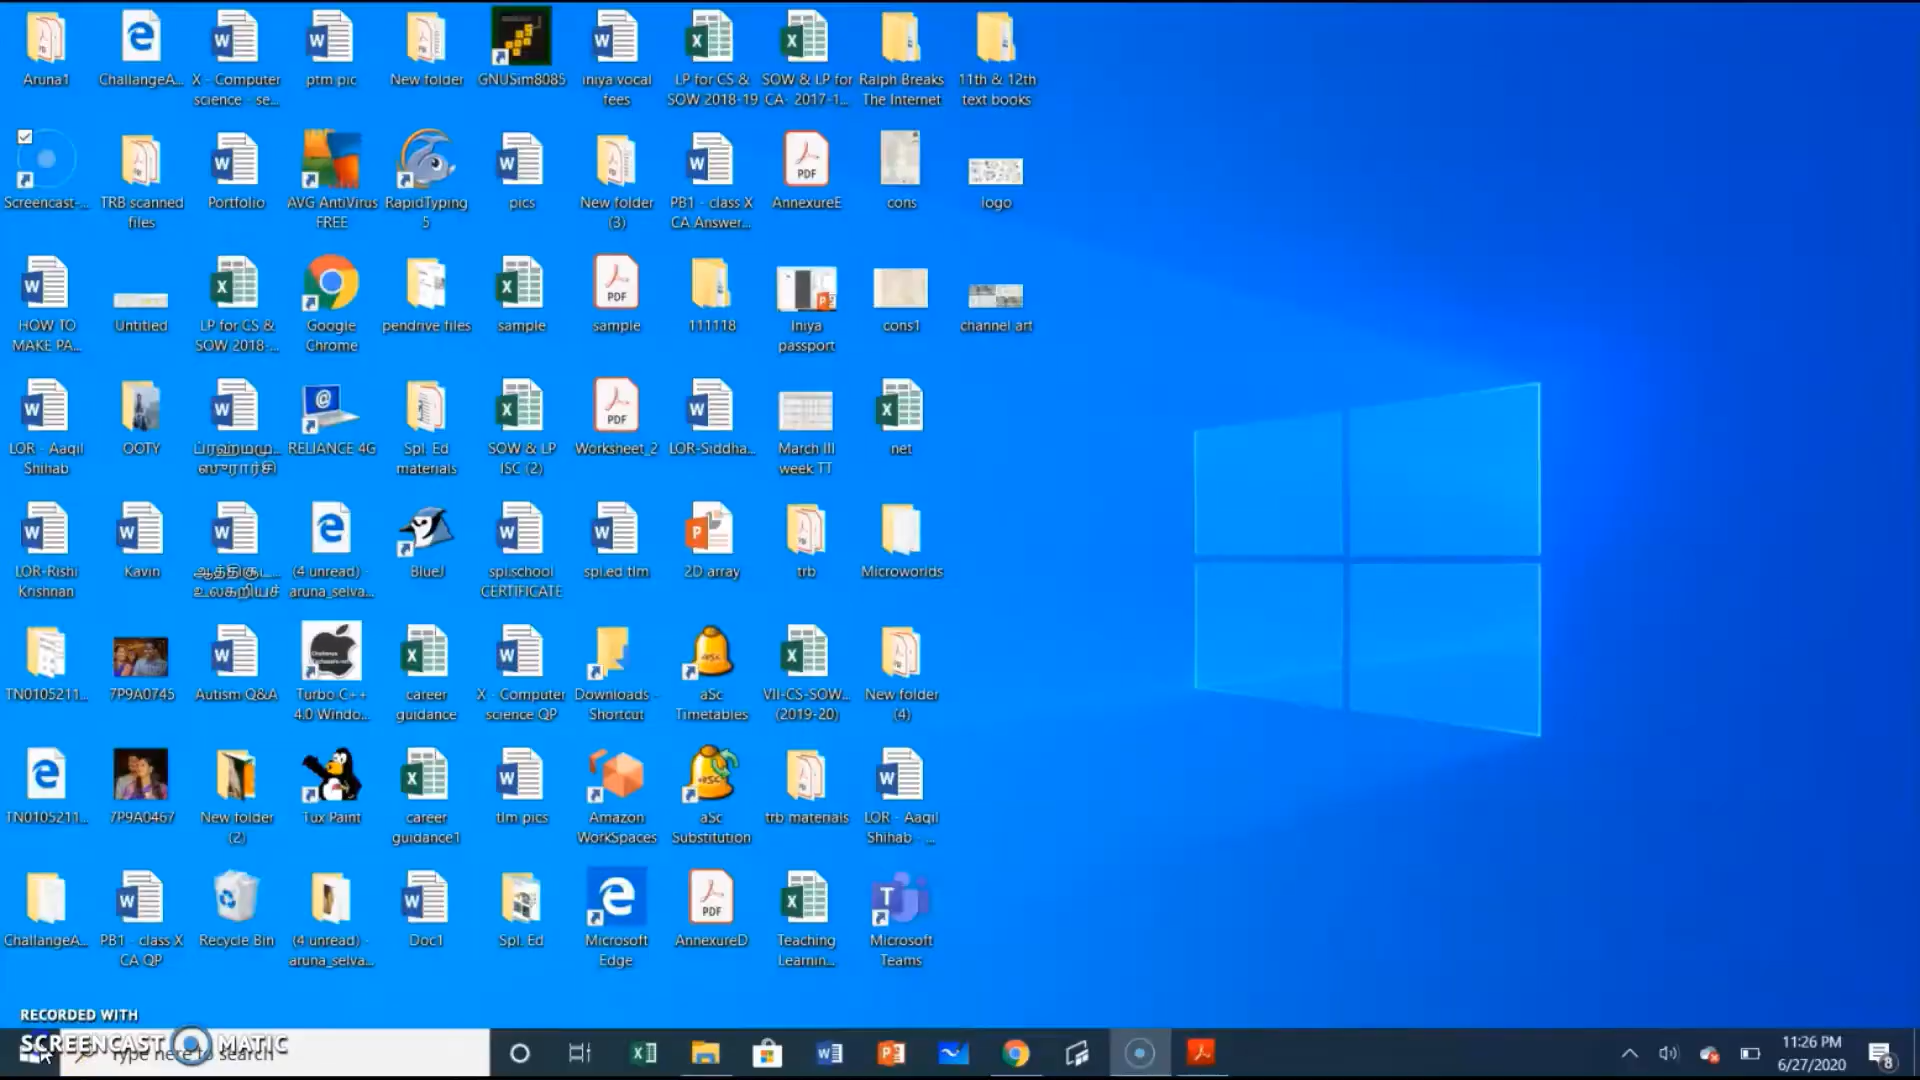 Aruna1
ChallangeA...
X - Computer
science - se...
ptm pic
New folder
GNUSim8085
iniya vocal
fees
LP for CS &
SOW 2018-19
SOW & LP for
CA- 2017-1...
Ralph Breaks
The Internet
11th & 12th
text books
Screencast-...
TRB scanned
files
Portfolio
AVG AntiVirus
FREE
RapidTyping
5
pics
New folder
(3)
PB1 - class X
CA Answer...
PDF
AnnexureE
cons
logo
HOW TO
MAKE PA...
Untitled
LP for CS &
SOW 2018-...
Google
Chrome
pendrive files
sample
PDF
sample
111118
Iniya
passport
cons1
channel art
LOR - Aaqil
Shihab
OOTY
RELIANCE 4G
Spl. Ed
materials
SOW & LP
ISC (2)
PDF
Worksheet_2
LOR-Siddha...
March III
week TT
net
LOR-Rishi
Krishnan
Kavin
(4 unread) -
aruna_selva...
BlueJ
spl.school
CERTIFICATE
spl.ed tlm
2D array
trb
Microworlds
TN0105211...
7P9A0745
Autism Q&A
Turbo C++
4.0 Windo...
career
guidance
X - Computer
science QP
Downloads -
Shortcut
aSc
Timetables
VII-CS-SOW...
(2019-20)
New folder
(4)
TN0105211...
7P9A0467
New folder
(2)
Tux Paint
career
guidance1
tlm pics
Amazon
WorkSpaces
aSc
Substitution
trb materials
LOR - Aaqil
Shihab - ...
ChallangeA...
PB1 - class X
CA QP
Recycle Bin
(4 unread) -
aruna_selva...
Doc1
Spl. Ed
Microsoft
Edge
PDF
AnnexureD
Teaching
Learnin...
Microsoft
Teams
RECORDED WITH
SCREENCAST MATIC
Type here to search
11:26 PM
6/27/2020
8